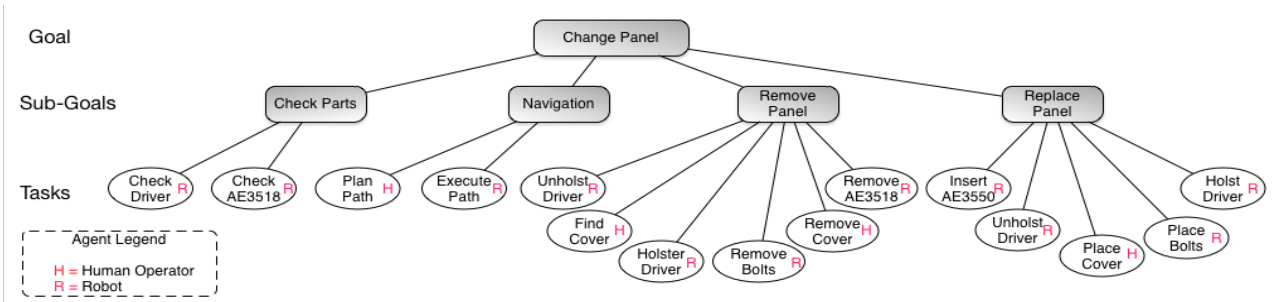 Goal
Change Panel
Sub-Goals
Check Parts
Navigation
Remove
Panel
Replace
Panel
Tasks
Check
Driver R
Check
AE3518 R
Plan
Path H
Execute
Path R
Unholst
Driver R
Find
Cover H
Holster
Driver R
Remove
Bolts R
Remove
Cover H
Remove
AE3518 R
Insert
AE3550 R
Unholst
Driver R
Place
Cover H
Place
Bolts R
Holst
Driver R
Agent Legend
H = Human Operator
R = Robot